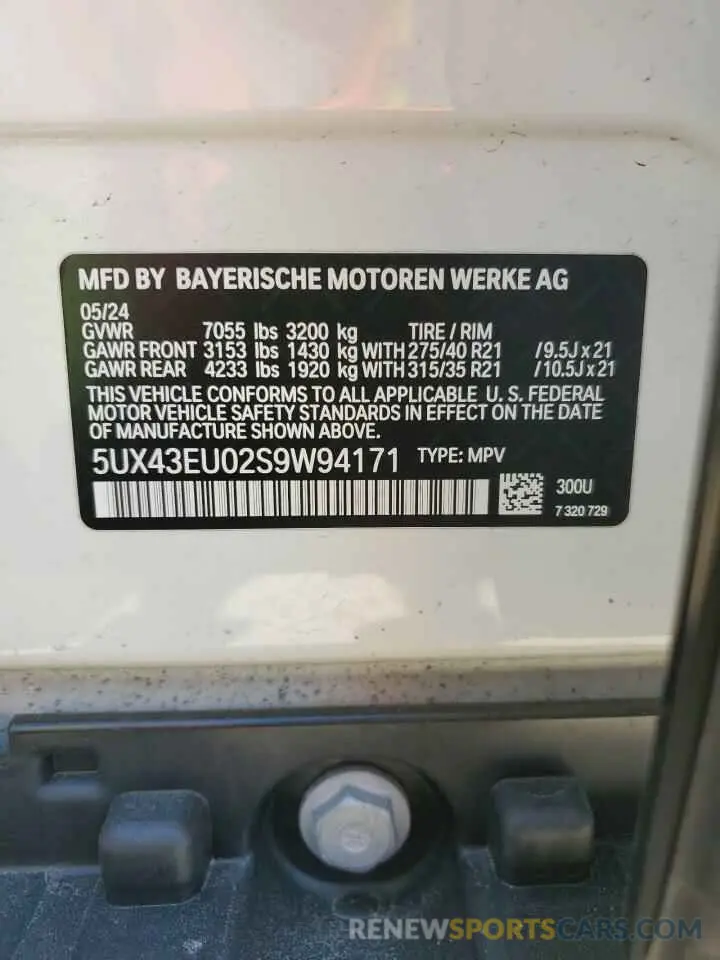 MFD BY BAYERISCHE MOTOREN WERKE AG
05/24
GVWR 7055 lbs 3200 kg TIRE / RIM
GAWR FRONT 3153 lbs 1430 kg WITH 275/40 R21 / 9.5J x 21
GAWR REAR 4233 lbs 1920 kg WITH 315/35 R21 / 10.5J x 21
THIS VEHICLE CONFORMS TO ALL APPLICABLE U. S. FEDERAL
MOTOR VEHICLE SAFETY STANDARDS IN EFFECT ON THE DATE
OF MANUFACTURE SHOWN ABOVE.
5UX43EU02S9W94171 TYPE: MPV
300U
7 320 729
RENEWSPORTSCARS.COM